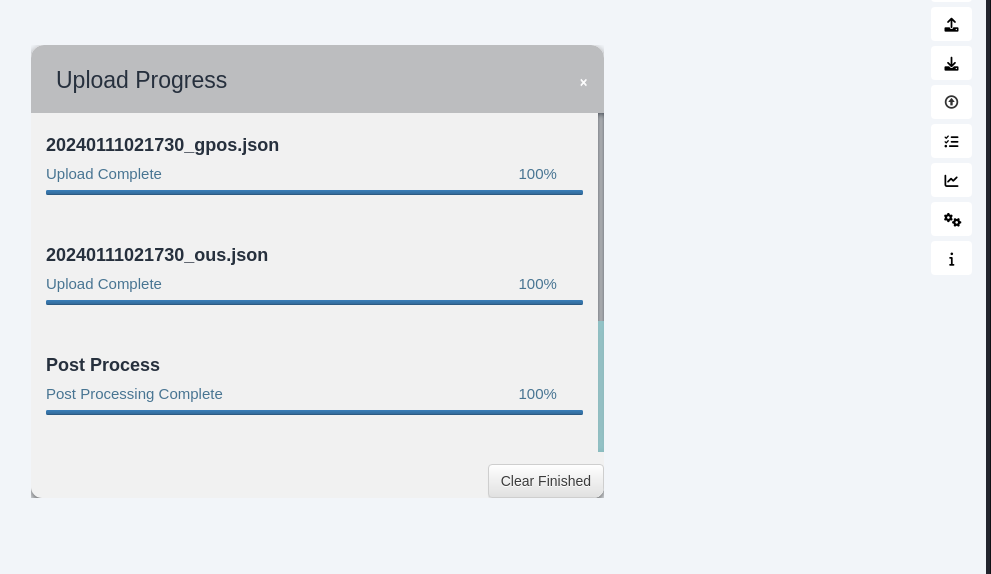 Upload Progress
×
20240111021730_gpos.json
Upload Complete 100%
20240111021730_ous.json
Upload Complete 100%
Post Process
Post Processing Complete 100%
Clear Finished